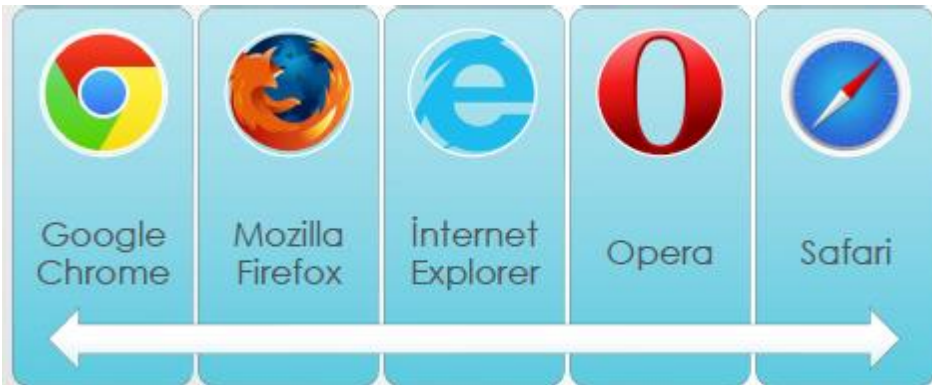 Google
Chrome
Mozilla
Firefox
İnternet
Explorer
Opera
Safari